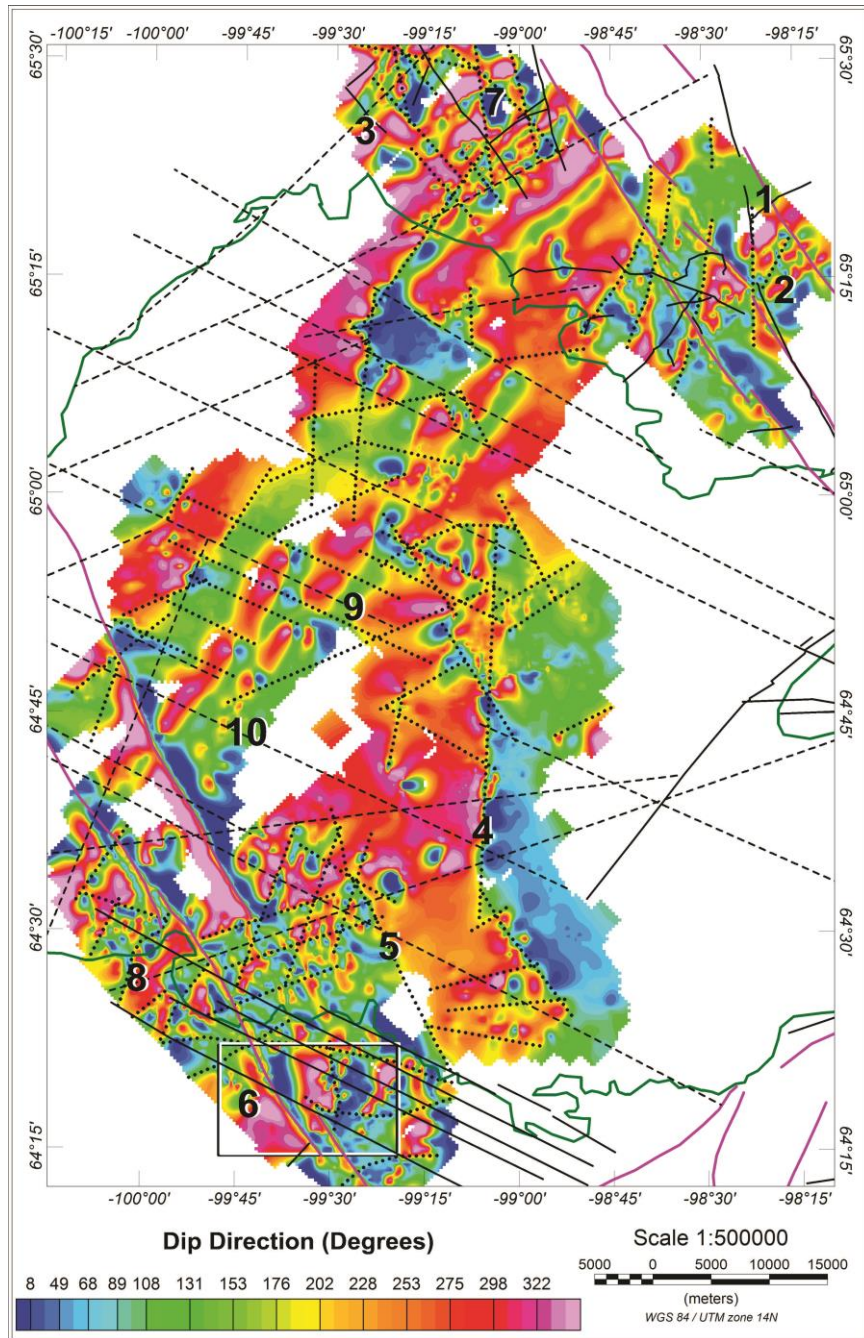 -100°15' -100°00' -99°45' -99°30' -99°15' -99°00' -98°45' -98°30' -98°15'
65°30' 65°30'
7
3
1
65°15' 65°15'
2
65°00' 65°00'
9
64°45' 64°45'
10
4
64°30' 64°30'
5
8
6
64°15' 64°15'
-100°00' -99°45' -99°30' -99°15' -99°00' -98°45' -98°30' -98°15'
Dip Direction (Degrees)
8 49 68 89 108 131 153 176 202 228 253 275 298 322
Scale 1:500000
5000 0 5000 10000 15000
(meters)
WGS 84 / UTM zone 14N